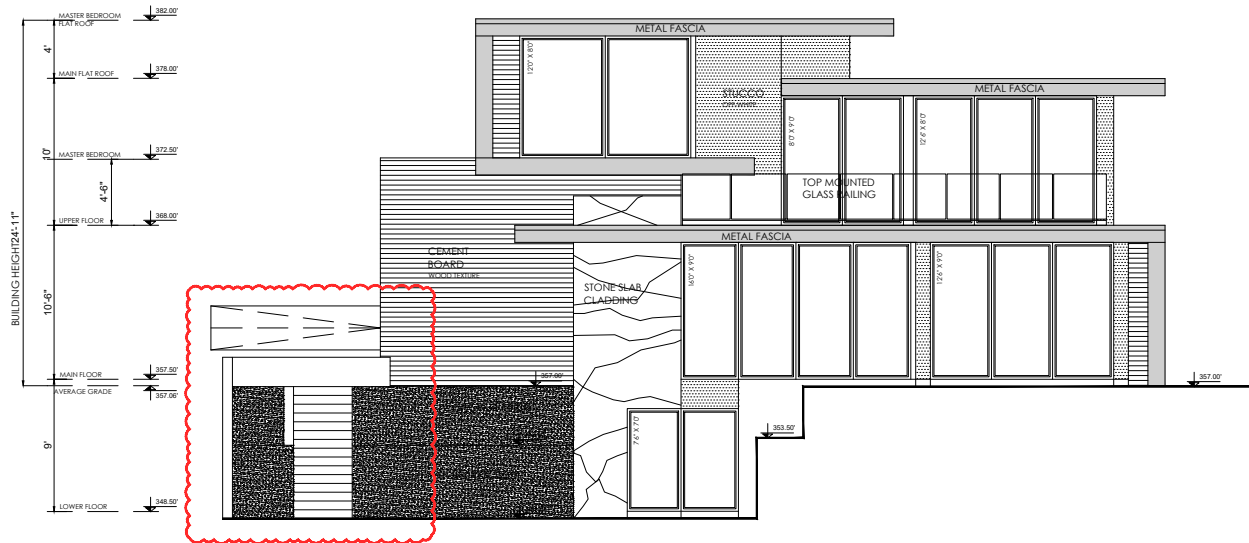 MASTER BEDROOM
FLAT ROOF
382.00'
4'
MAIN FLAT ROOF
378.00'
10'
MASTER BEDROOM
372.50'
4'-6"
UPPER FLOOR
368.00'
BUILDING HEIGHT24'-11"
10'-6"
MAIN FLOOR
357.50'
AVERAGE GRADE
357.06'
9'
LOWER FLOOR
348.50'
METAL FASCIA
12'0" X 8'0"
STUCCO
OFF-WHITE
METAL FASCIA
8'0" X 9'0"
12'6" X 8'0"
TOP MOUNTED
GLASS RAILING
METAL FASCIA
CEMENT
BOARD
WOOD TEXTURE
STONE SLAB
CLADDING
16'0" X 9'0"
12'6" X 9'0"
357.00'
357.00'
7'6" X 7'0"
353.50'